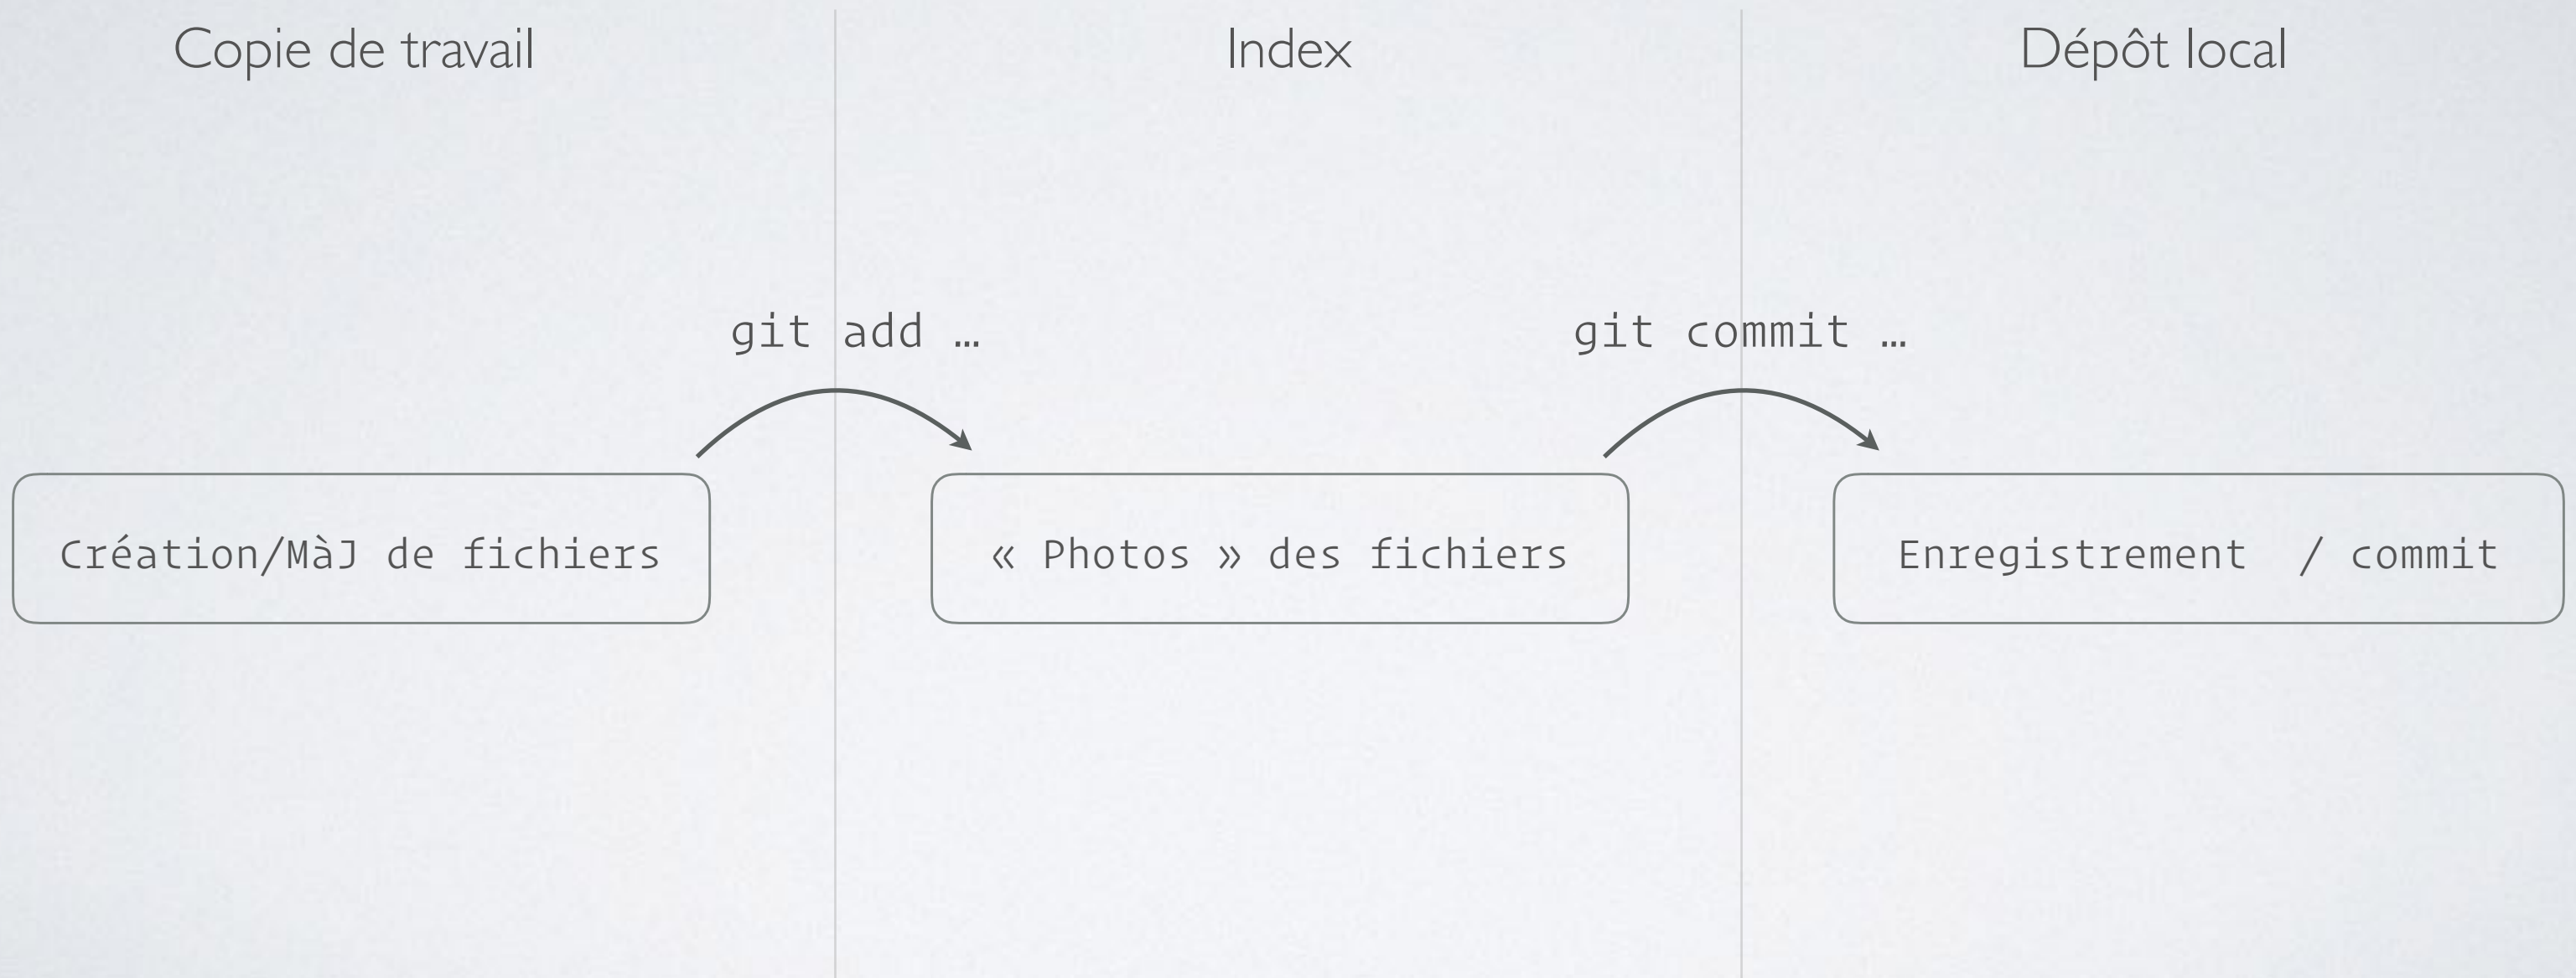 Copie de travail
Index
Dépôt local
git add …
git commit …
Création/MàJ de fichiers
« Photos » des fichiers
Enregistrement  / commit